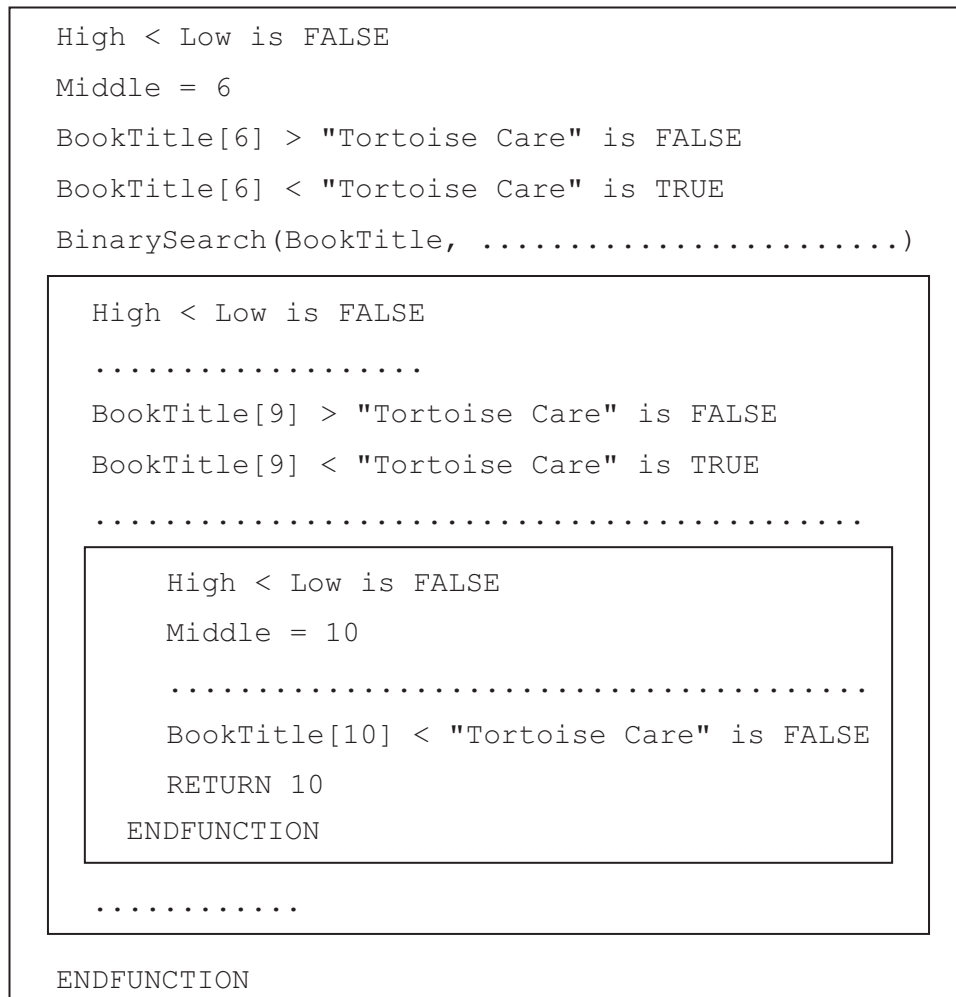 High < Low is FALSE
Middle = 6
BookTitle[6] > "Tortoise Care" is FALSE
BookTitle[6] < "Tortoise Care" is TRUE
BinarySearch(BookTitle, ........................)
High < Low is FALSE
...................
BookTitle[9] > "Tortoise Care" is FALSE
BookTitle[9] < "Tortoise Care" is TRUE
............................................
High < Low is FALSE
Middle = 10
........................................
BookTitle[10] < "Tortoise Care" is FALSE
RETURN 10
ENDFUNCTION
............
ENDFUNCTION